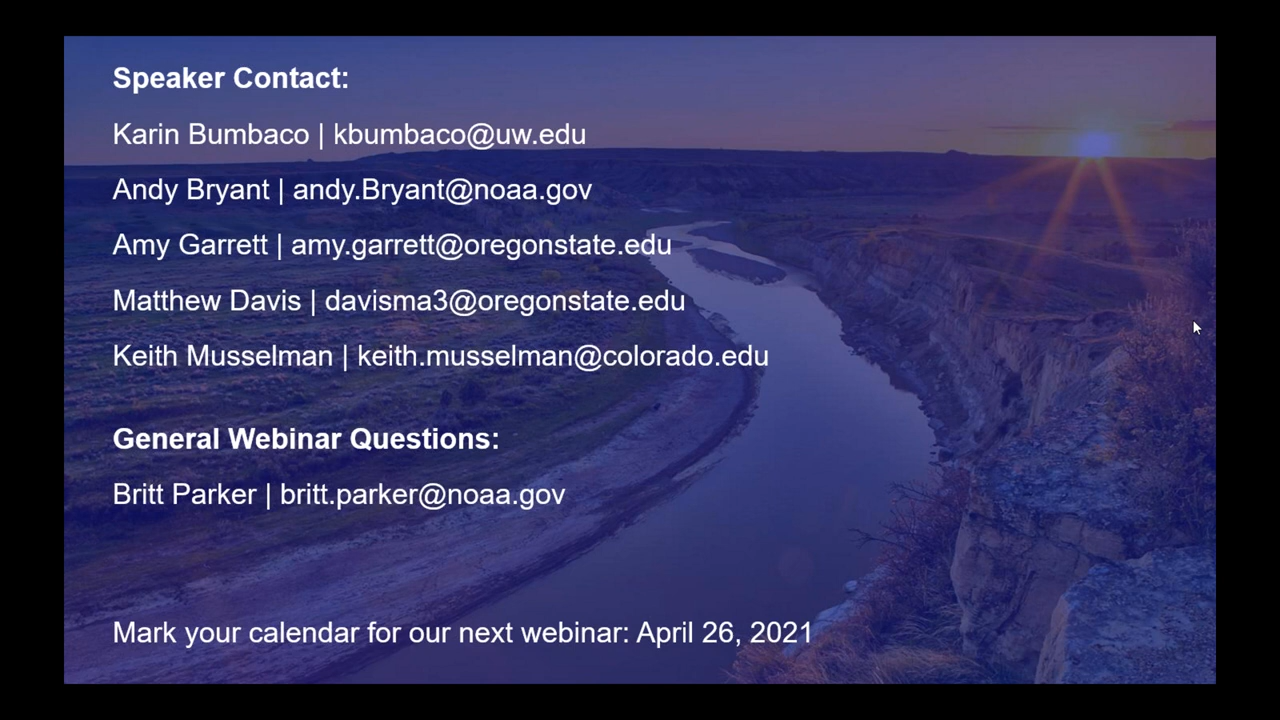 Speaker Contact:
Karin Bumbaco | kbumbaco@uw.edu
Andy Bryant | andy.Bryant@noaa.gov
Amy Garrett | amy.garrett@oregonstate.edu
Matthew Davis | davisma3@oregonstate.edu
Keith Musselman | keith.musselman@colorado.edu
General Webinar Questions:
Britt Parker | britt.parker@noaa.gov
Mark your calendar for our next webinar: April 26, 2021